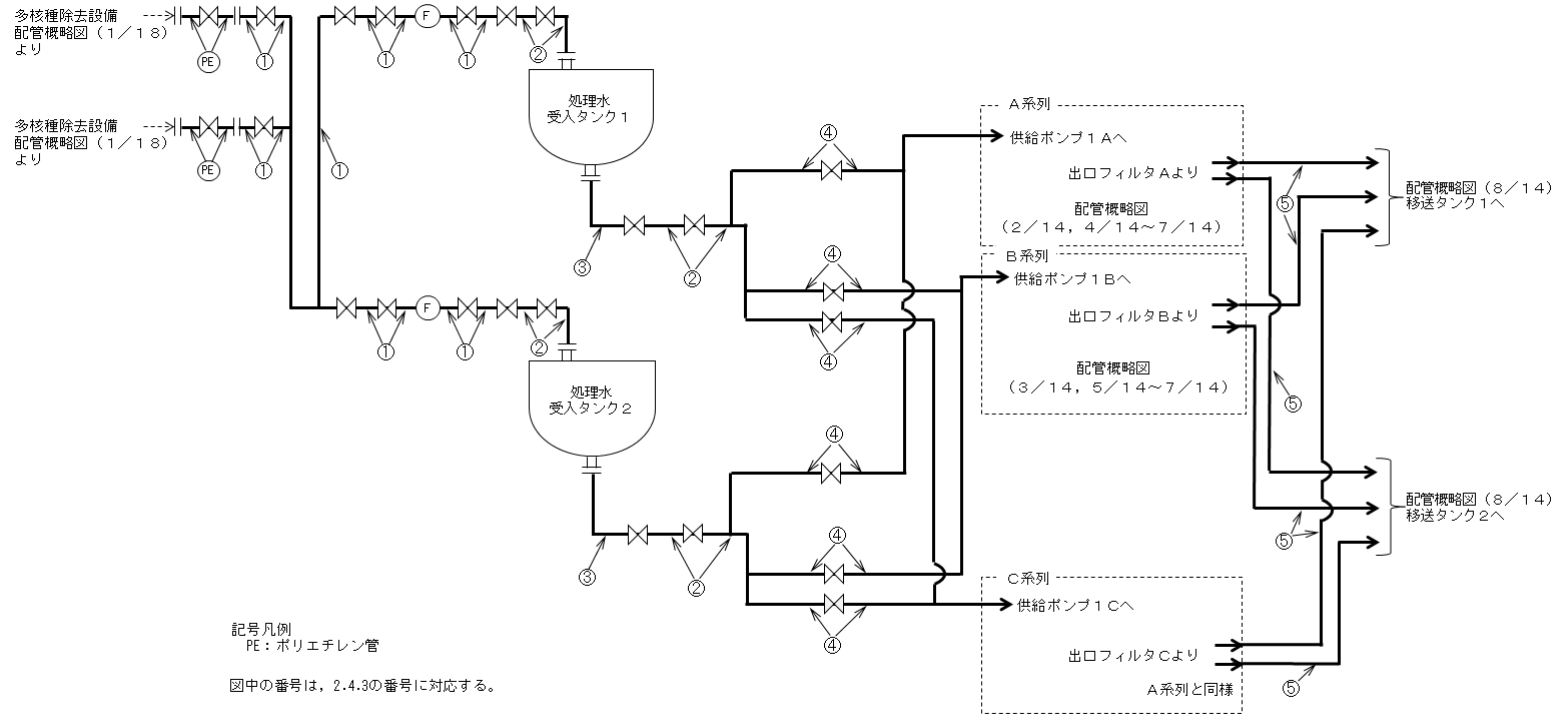 多核種除去設備
配管概略図（１／１８）
より
PE
①
①
F
①
②
処理水
受入タンク１
多核種除去設備
配管概略図（１／１８）
より
PE
①
①
③
②
④
④
④
Ａ系列
供給ポンプ１Ａへ
出口フィルタＡより
配管概略図
（２／１４，４／１４～７／１４）
⑤
配管概略図（８／１４）
移送タンク１へ
Ｂ系列
供給ポンプ１Ｂへ
出口フィルタＢより
配管概略図
（３／１４，５／１４～７／１４）
⑤
F
①
①
②
処理水
受入タンク２
③
②
④
④
④
配管概略図（８／１４）
移送タンク２へ
⑤
Ｃ系列
供給ポンプ１Ｃへ
出口フィルタＣより
Ａ系列と同様
⑤
記号凡例
PE：ポリエチレン管
図中の番号は，2.4.3の番号に対応する。